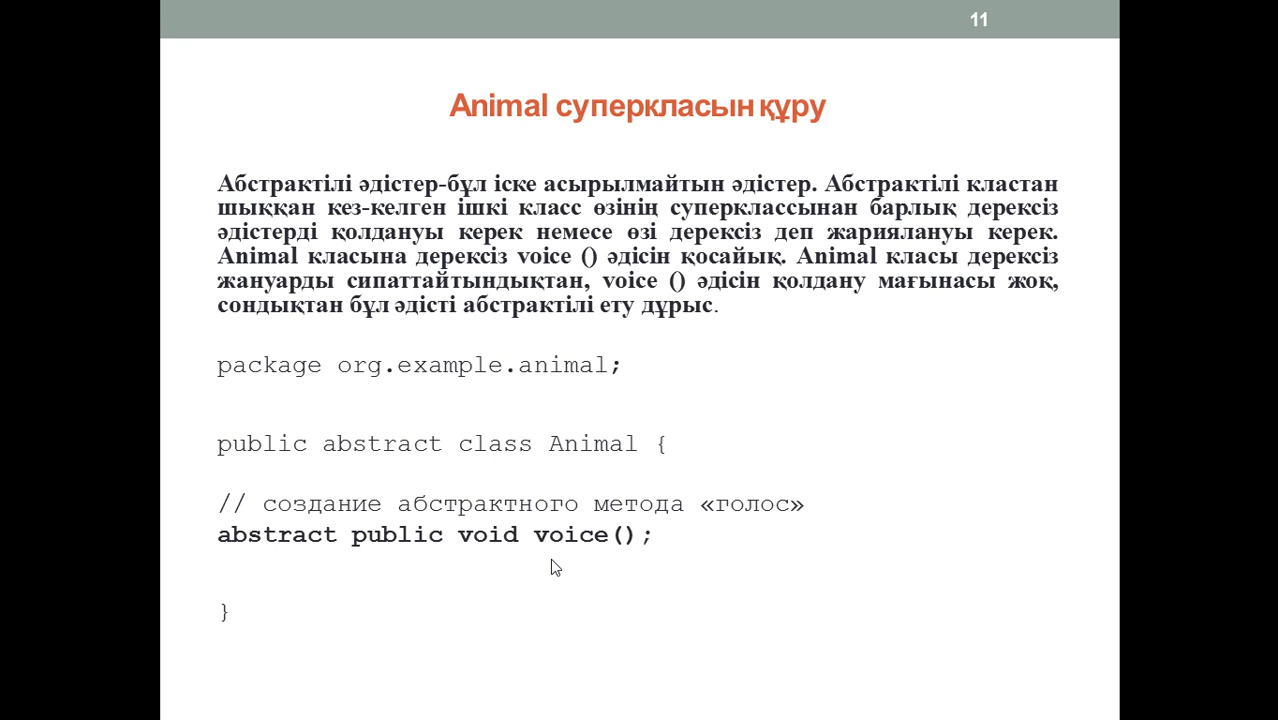 11
Animal суперкласын құру
Абстрактілі әдістер-бұл іске асырылмайтын әдістер. Абстрактілі кластан
шыққан кез-келген ішкі класс өзінің суперклассынан барлық дерексіз
әдістерді қолдануы керек немесе өзі дерексіз деп жариялануы керек.
Animal класына дерексіз voice () әдісін қосайық. Animal класы дерексіз
жануарды сипаттайтындықтан, voice () әдісін қолдану мағынасы жоқ,
сондықтан бұл әдісті абстрактілі ету дұрыс.
package org.example.animal;
public abstract class Animal {
// создание абстрактного метода «голос»
abstract public void voice();
}